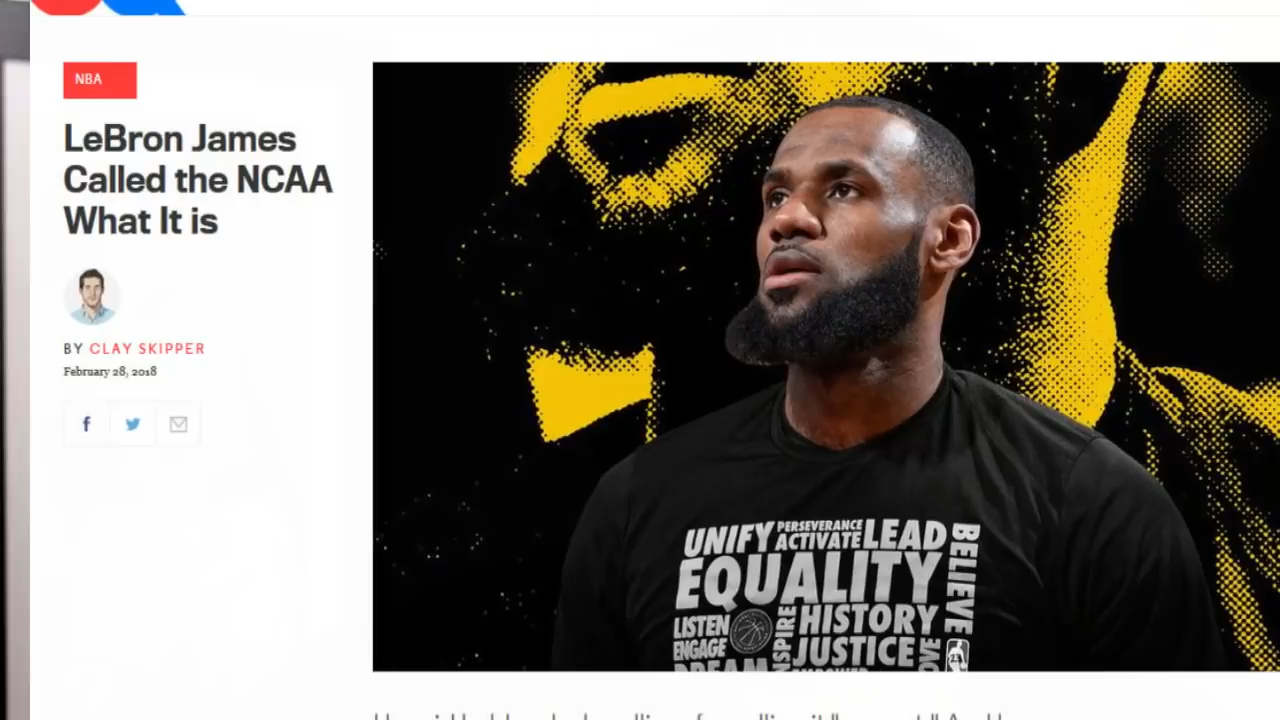 NBA
LeBron James
Called the NCAA
What It is
BY CLAY SKIPPER
February 28, 2018
UNIFY PERSEVERANCE ACTIVATE LEAD
BELIEVE
EQUALITY
LISTEN HISTORY
ENGAGE JUSTICE
DREAM